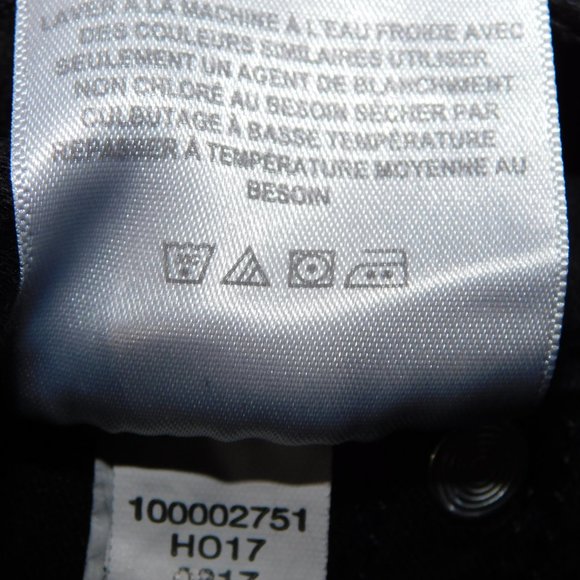 LAVER À LA MACHINE À L'EAU FROIDE AVEC
DES COULEURS SIMILAIRES UTILISER
SEULEMENT UN AGENT DE BLANCHMENT
NON CHLORÉ AU BESOIN SÉCHER PAR
CULBUTAGE À BASSE TEMPÉRATURE
REPASSER À TEMPÉRATURE MOYENNE AU
BESOIN
100002751
HO17